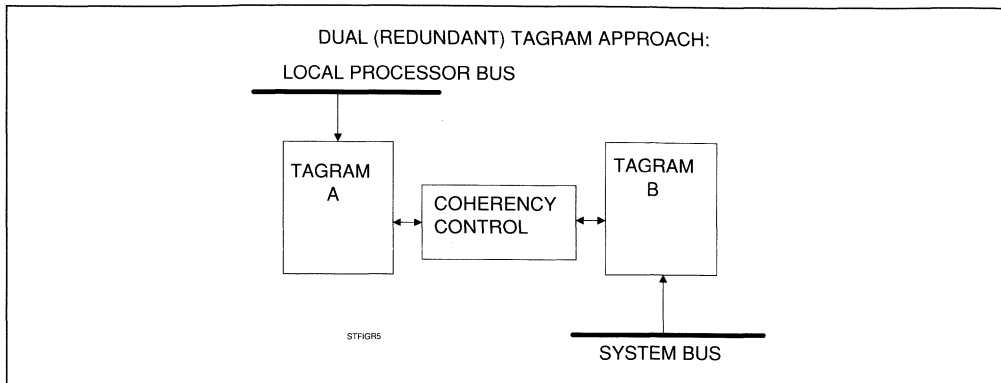 DUAL (REDUNDANT) TAGRAM APPROACH:
LOCAL PROCESSOR BUS
TAGRAM
A
TAGRAM
B
COHERENCY
CONTROL
STFIGR5
SYSTEM BUS